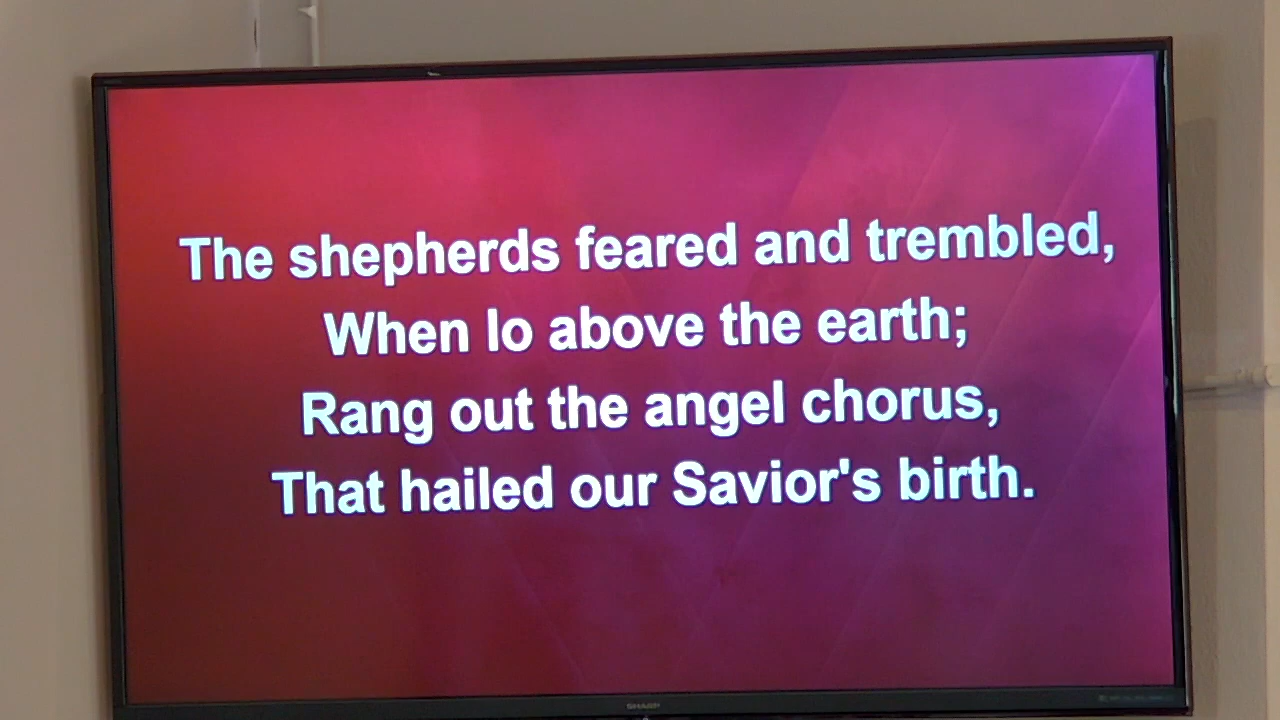 The shepherds feared and trembled,
When lo above the earth;
Rang out the angel chorus,
That hailed our Savior's birth.
SHARP